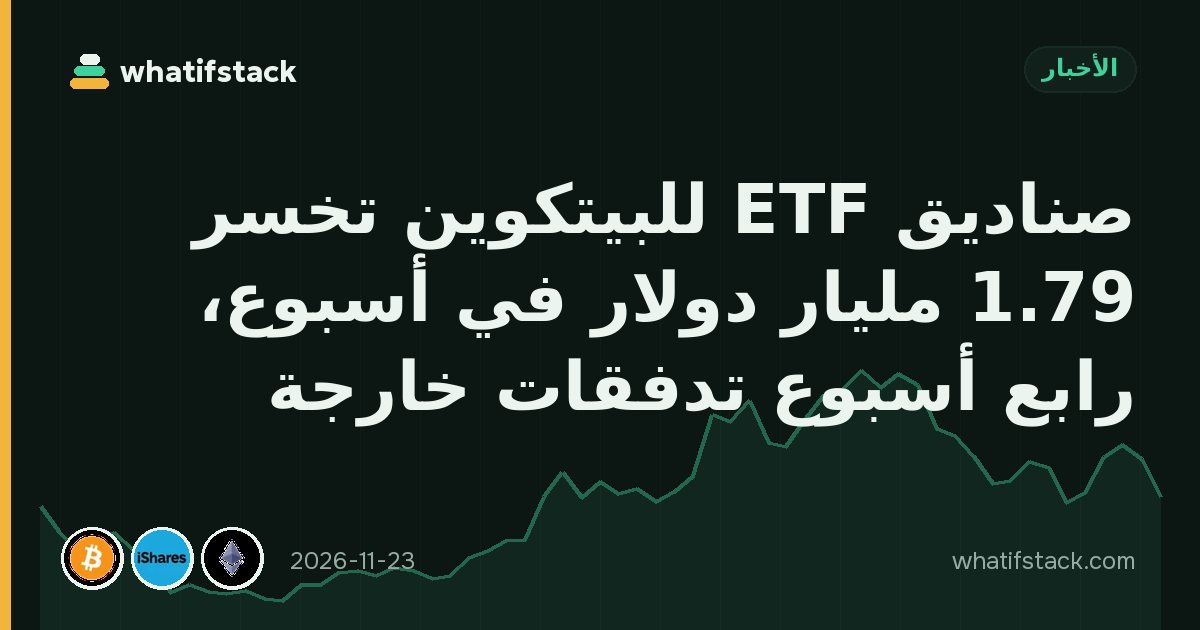 whatifstack
الأخبار
صناديق ETF للبيتكوين تخسر
1.79 مليار دولار في أسبوع،
رابع أسبوع تدفقات خارجة
iShares
2026-11-23
whatifstack.com